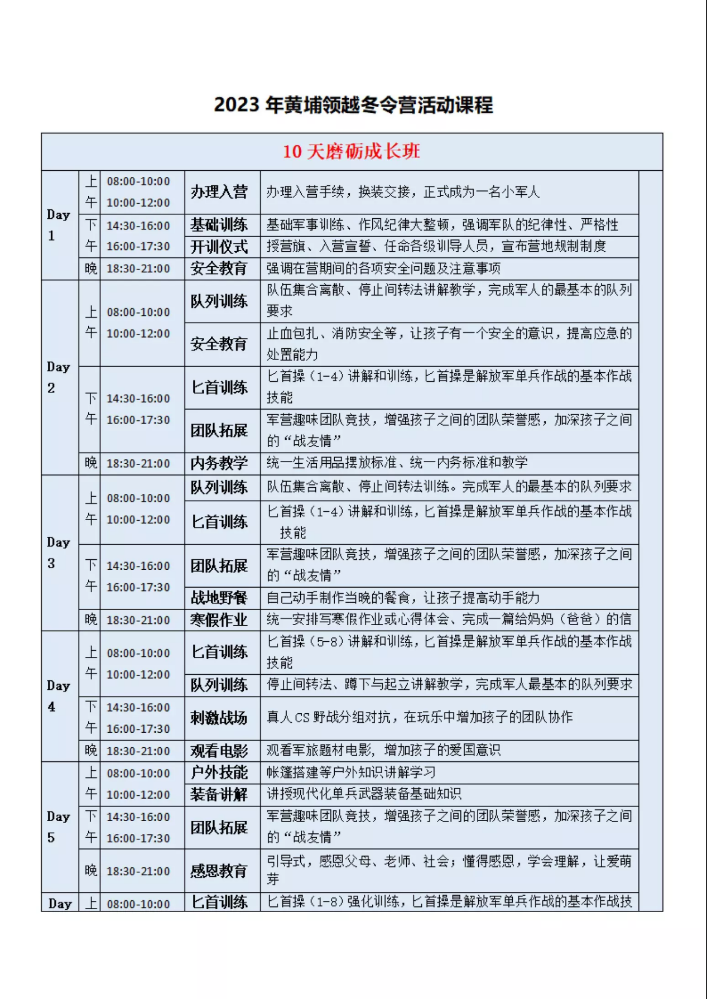 2023 年黄埔领越冬令营活动课程
10 天磨砺成长班
Day 1
上午
08:00-10:00
10:00-12:00
办理入营
办理入营手续，换装交接，正式成为一名小军人
下午
14:30-16:00
基础训练
基础军事训练、作风纪律大整顿，强调军队的纪律性、严格性
16:00-17:30
开训仪式
授营旗、入营宣誓、任命各级训导人员，宣布营地规制制度
晚
18:30-21:00
安全教育
强调在营期间的各项安全问题及注意事项
Day 2
上午
08:00-10:00
10:00-12:00
队列训练
队伍集合离散、停止间转法讲解教学，完成军人的最基本的队列
要求
安全教育
止血包扎、消防安全等，让孩子有一个安全的意识，提高应急的
处置能力
下午
14:30-16:00
16:00-17:30
匕首训练
匕首操（1-4）讲解和训练，匕首操是解放军单兵作战的基本作战
技能
团队拓展
军营趣味团队竞技，增强孩子之间的团队荣誉感，加深孩子之间
的“战友情”
晚
18:30-21:00
内务教学
统一生活用品摆放标准、统一内务标准和教学
Day 3
上午
08:00-10:00
10:00-12:00
队列训练
队伍集合离散、停止间转法训练。完成军人的最基本的队列要求
匕首训练
匕首操（1-4）讲解和训练，匕首操是解放军单兵作战的基本作战
技能
下午
14:30-16:00
16:00-17:30
团队拓展
军营趣味团队竞技，增强孩子之间的团队荣誉感，加深孩子之间
的“战友情”
战地野餐
自己动手制作当晚的餐食，让孩子提高动手能力
晚
18:30-21:00
寒假作业
统一安排写寒假作业或心得体会、完成一篇给妈妈（爸爸）的信
Day 4
上午
08:00-10:00
10:00-12:00
匕首训练
匕首操（5-8）讲解和训练，匕首操是解放军单兵作战的基本作战
技能
队列训练
停止间转法、蹲下与起立讲解教学，完成军人最基本的队列要求
下午
14:30-16:00
16:00-17:30
刺激战场
真人 CS 野战分组对抗，在玩乐中增加孩子的团队协作
晚
18:30-21:00
观看电影
观看军旅题材电影, 增加孩子的爱国意识
Day 5
上午
08:00-10:00
10:00-12:00
户外技能
帐篷搭建等户外知识讲解学习
装备讲解
讲授现代化单兵武器装备基础知识
下午
14:30-16:00
16:00-17:30
团队拓展
军营趣味团队竞技，增强孩子之间的团队荣誉感，加深孩子之间
的“战友情”
晚
18:30-21:00
感恩教育
引导式，感恩父母、老师、社会；懂得感恩，学会理解，让爱萌
芽
Day
上
08:00-10:00
匕首训练
匕首操（1-8）强化训练，匕首操是解放军单兵作战的基本作战技